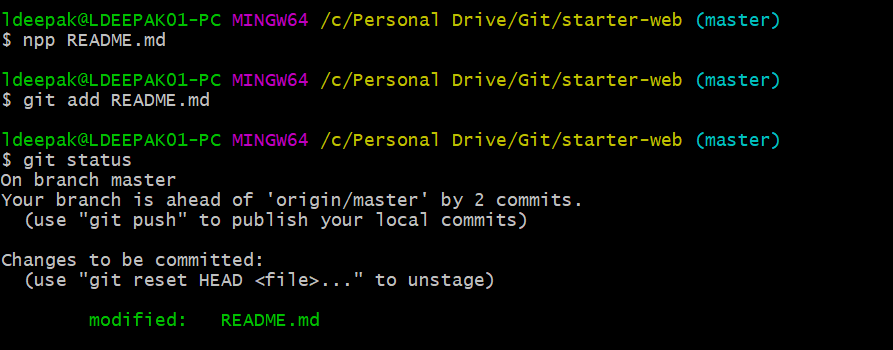 ldeepak@LDEEPAK01-PC MINGW64 /c/Personal Drive/Git/starter-web (master)
$ npp README.md
ldeepak@LDEEPAK01-PC MINGW64 /c/Personal Drive/Git/starter-web (master)
$ git add README.md
ldeepak@LDEEPAK01-PC MINGW64 /c/Personal Drive/Git/starter-web (master)
$ git status
On branch master
Your branch is ahead of 'origin/master' by 2 commits.
  (use "git push" to publish your local commits)
Changes to be committed:
  (use "git reset HEAD <file>..." to unstage)
        modified:   README.md